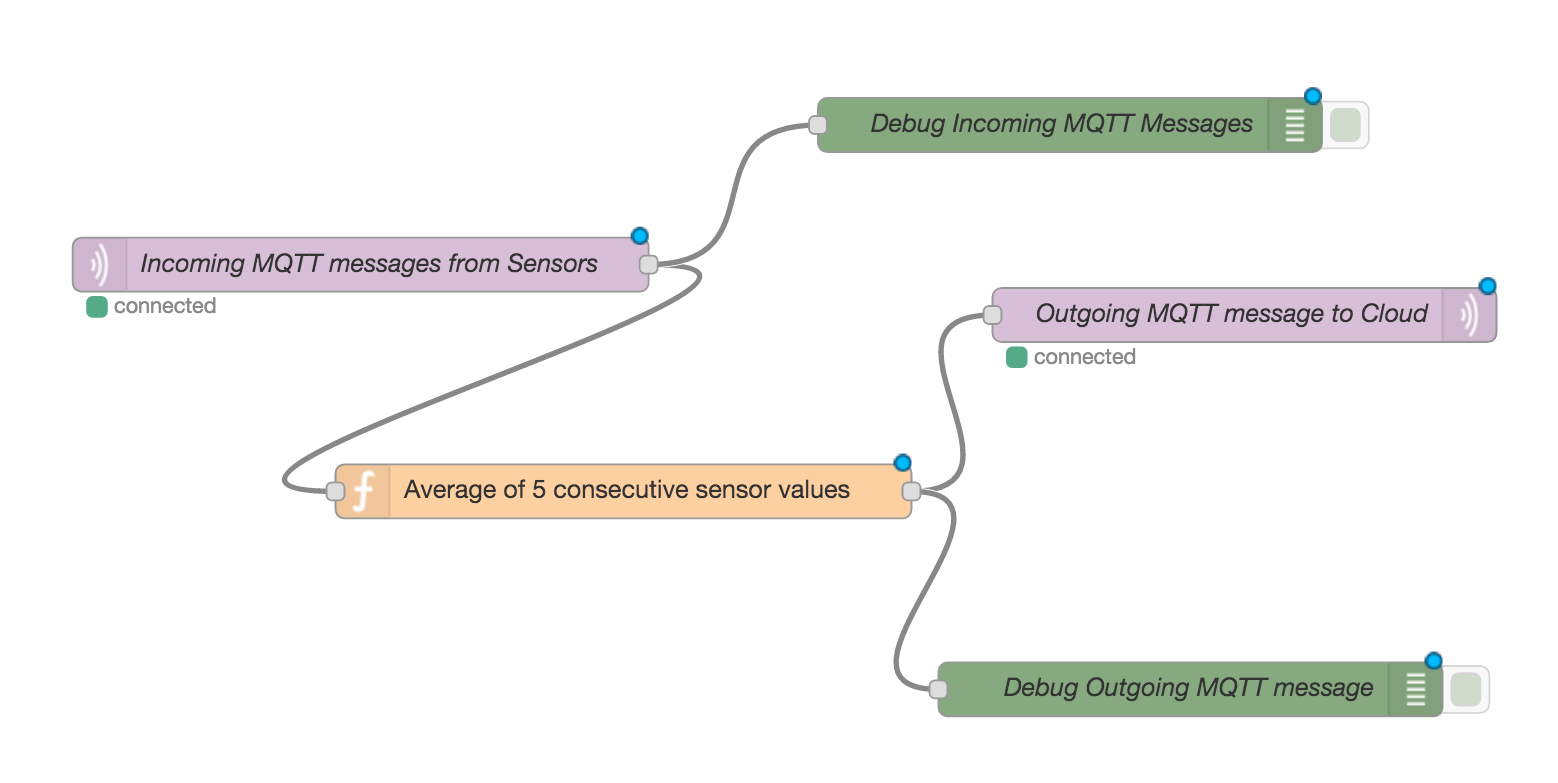 Debug Incoming MQTT Messages
Incoming MQTT messages from Sensors
connected
Outgoing MQTT message to Cloud
connected
Average of 5 consecutive sensor values
Debug Outgoing MQTT message